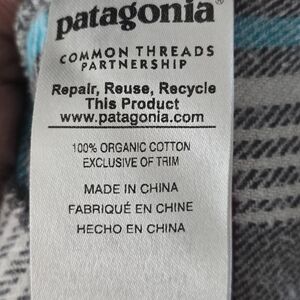 patagonia®
COMMON THREADS
PARTNERSHIP
Repair, Reuse, Recycle
This Product
www.patagonia.com
100% ORGANIC COTTON
EXCLUSIVE OF TRIM
MADE IN CHINA
FABRIQUÉ EN CHINE
HECHO EN CHINA